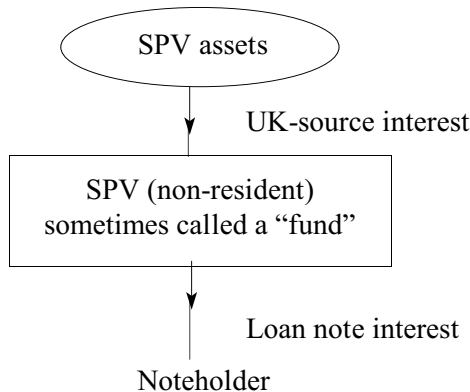 SPV assets
UK-source interest
SPV (non-resident)
sometimes called a “fund”
Loan note interest
Noteholder